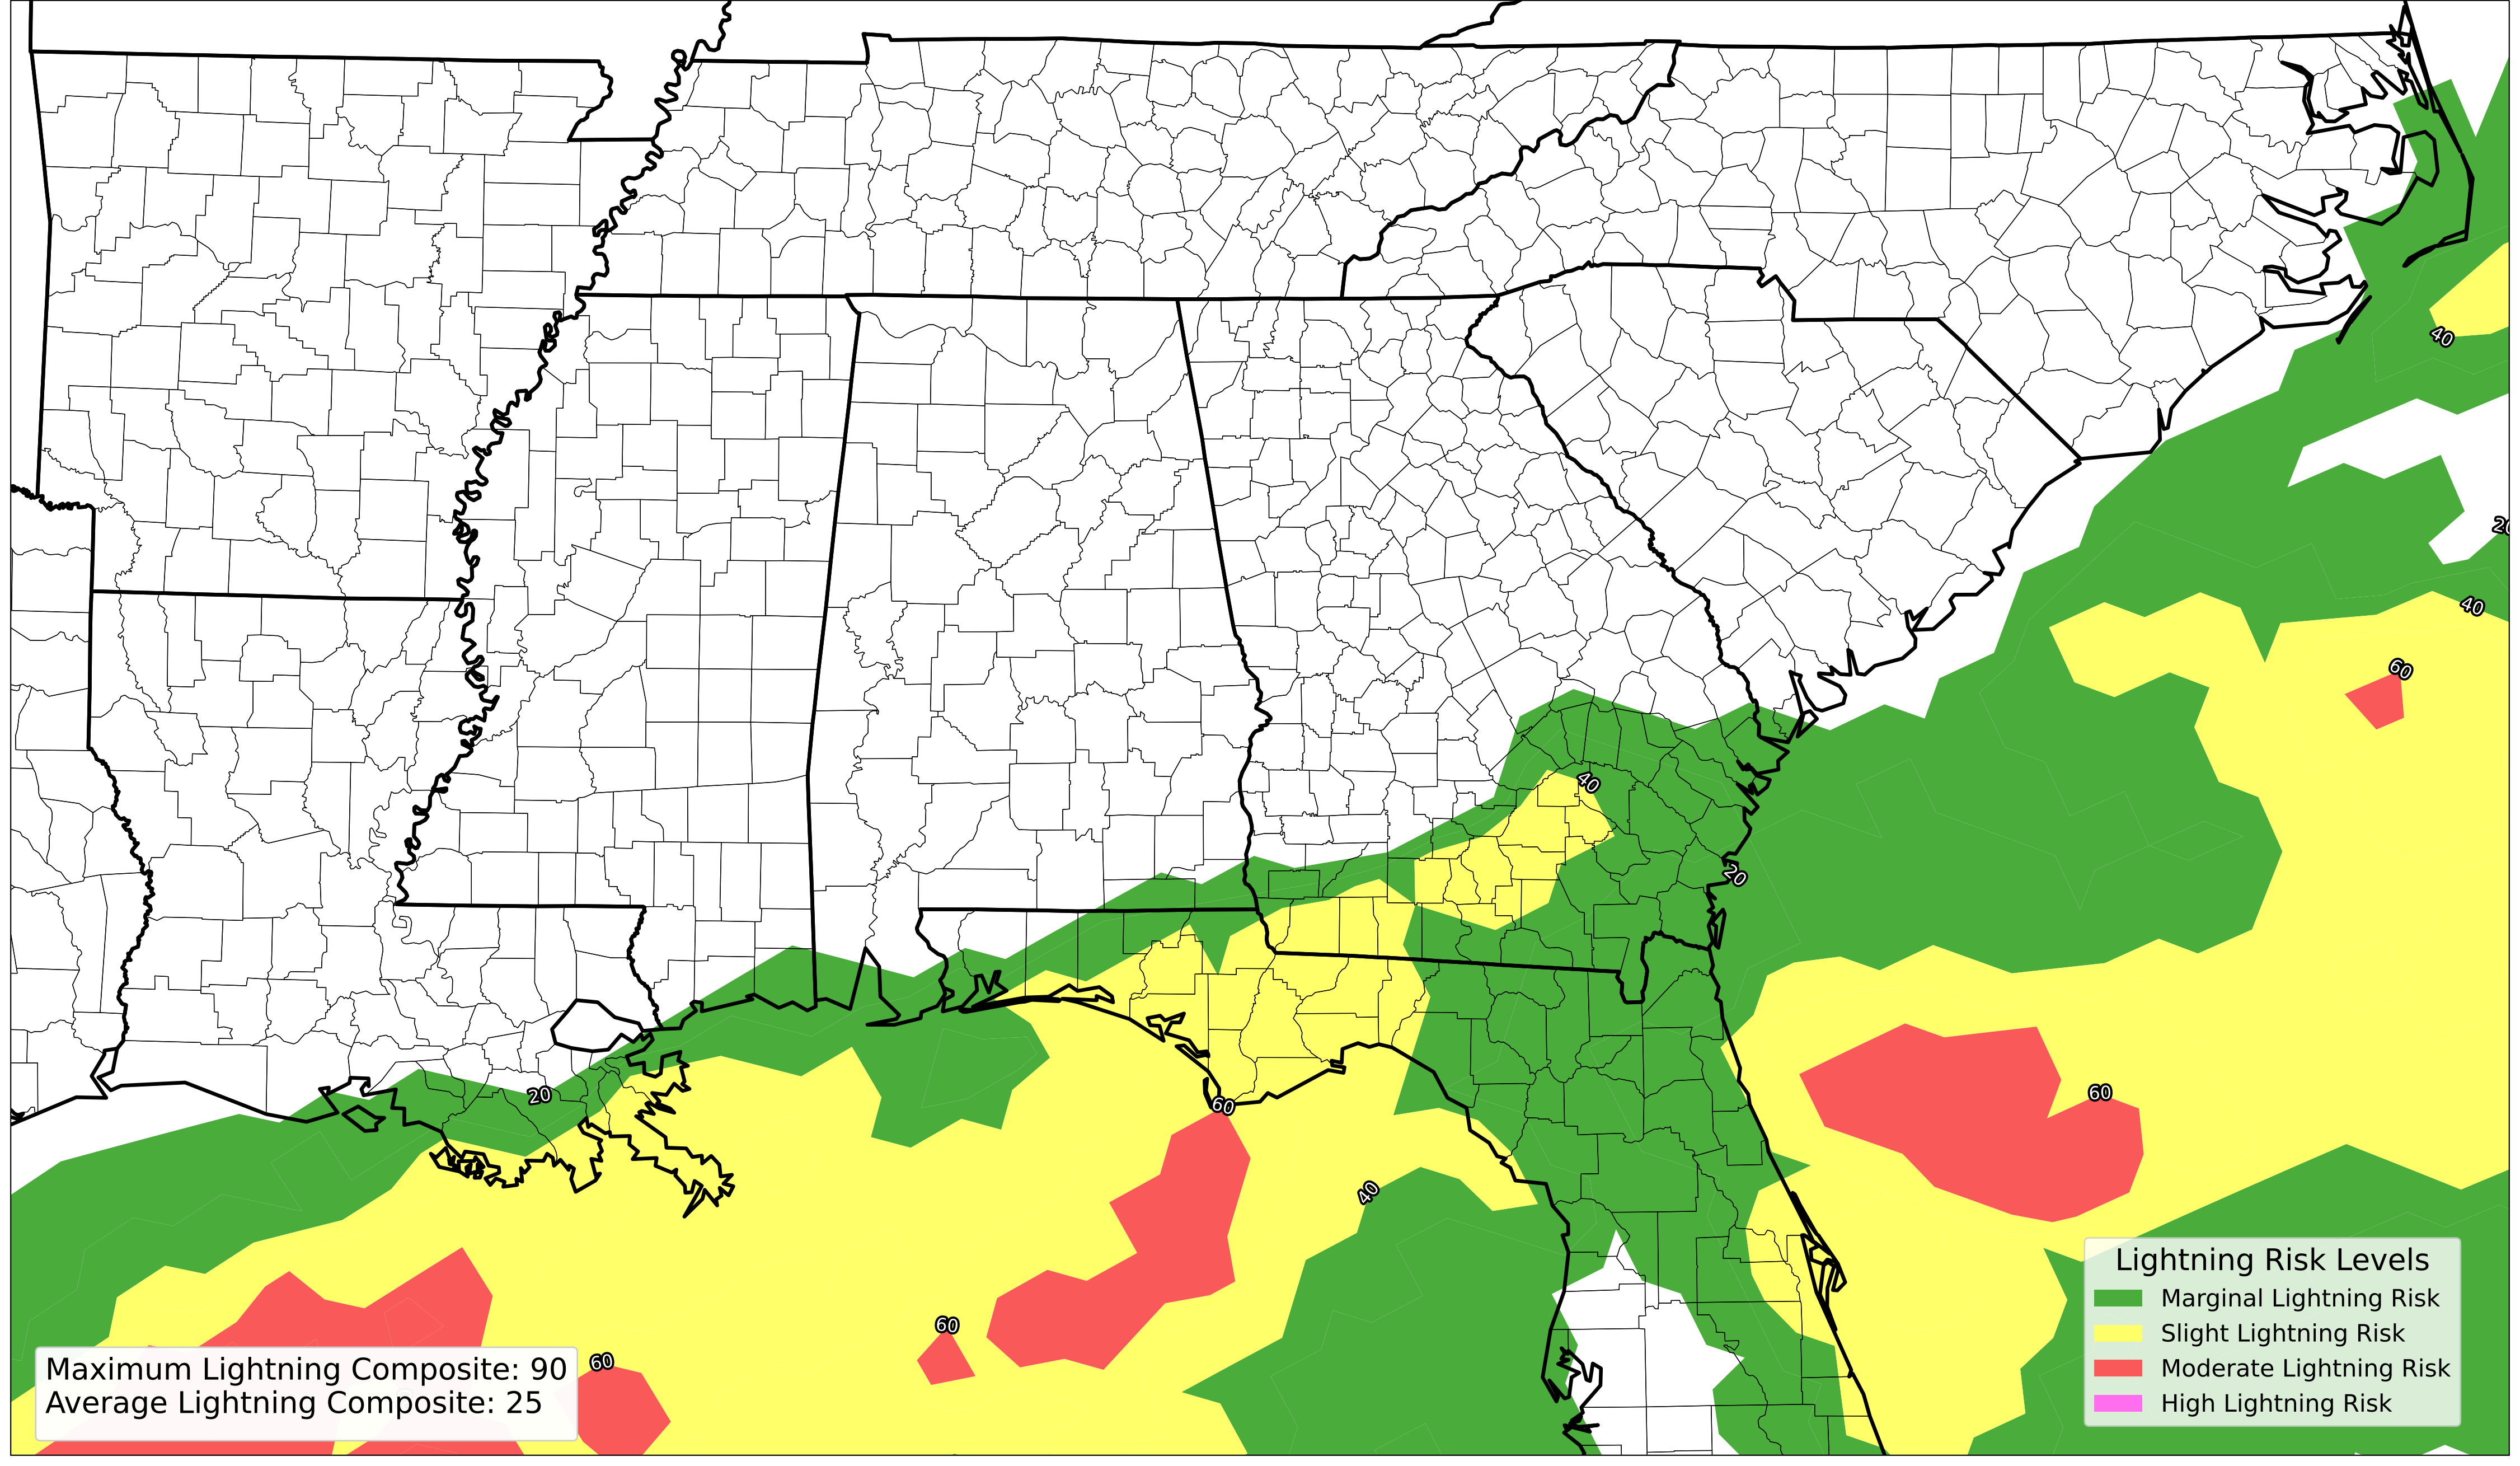 40
20
40
60
40
20
60
20
60
40
60
60
Maximum Lightning Composite: 90
Average Lightning Composite: 25
Lightning Risk Levels
Marginal Lightning Risk
Slight Lightning Risk
Moderate Lightning Risk
High Lightning Risk